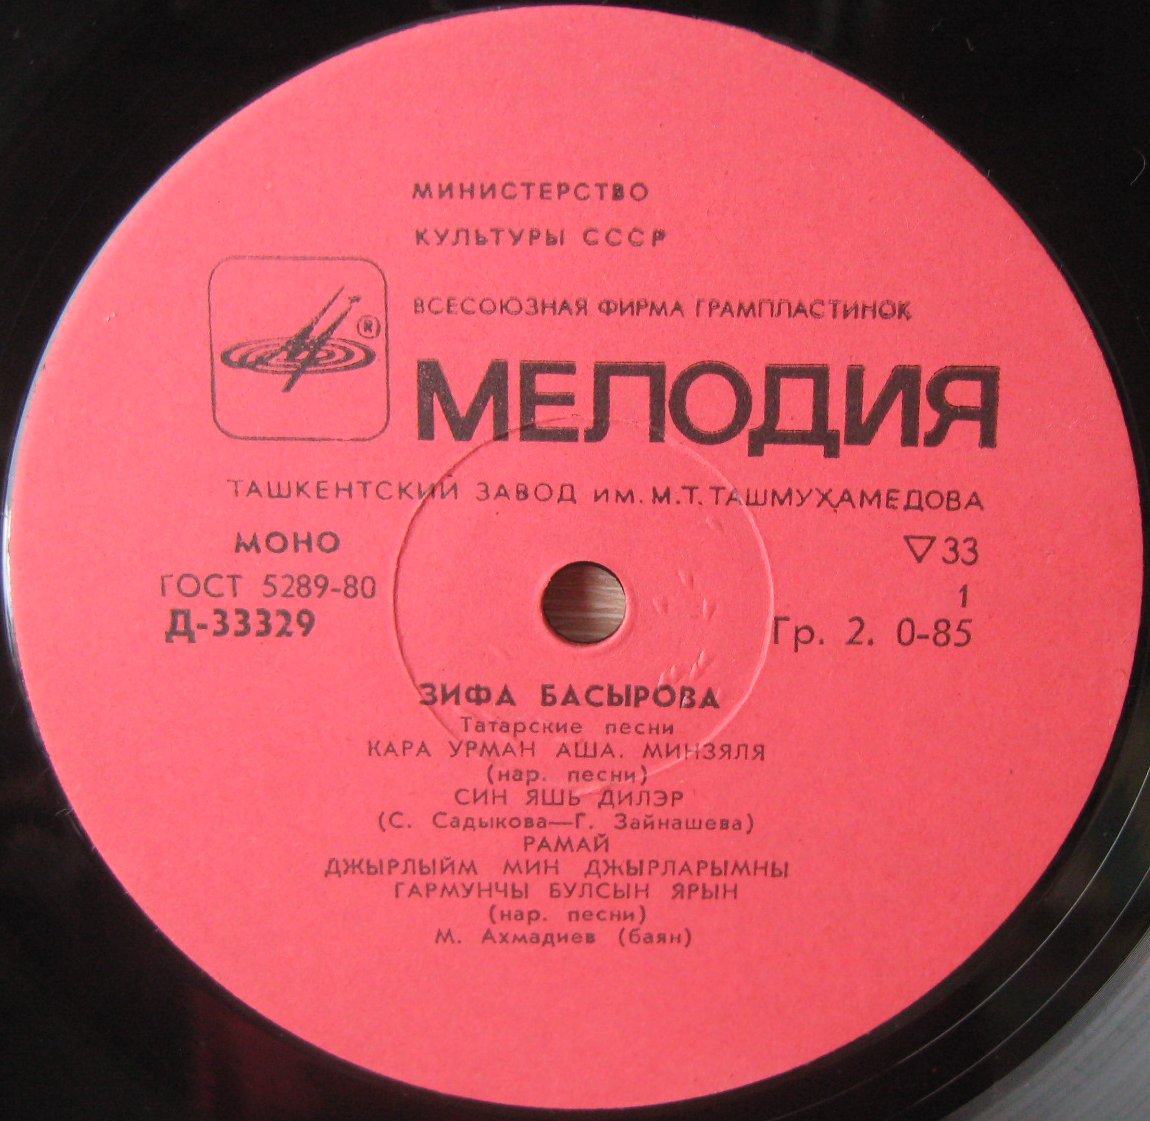 МИНИСТЕРСТВО
КУЛЬТУРЫ СССР
®
ВСЕСОЮЗНАЯ ФИРМА ГРАМПЛАСТИНОК
МЕЛОДИЯ
ТАШКЕНТСКИЙ ЗАВОД ИМ. М.Т. ТАШМУҲАМЕДОВА
МОНО ▽33
ГОСТ 5289-80 1
Д-33329 Гр. 2. 0-85
ЗИФА БАСЫРОВА
Татарские песни
КАРА УРМАН АША. МИНЗЯЛЯ
(нар. песни)
СИН ЯШЬ ДИЛЭР
(С. Садыкова—Г. Зайнашева)
РАМАЙ
ДЖЫРЛЫЙМ МИН ДЖЫРЛАРЫМНЫ
ГАРМУНЧЫ БУЛСЫН ЯРЫН
(нар. песни)
М. Ахмадиев (баян)